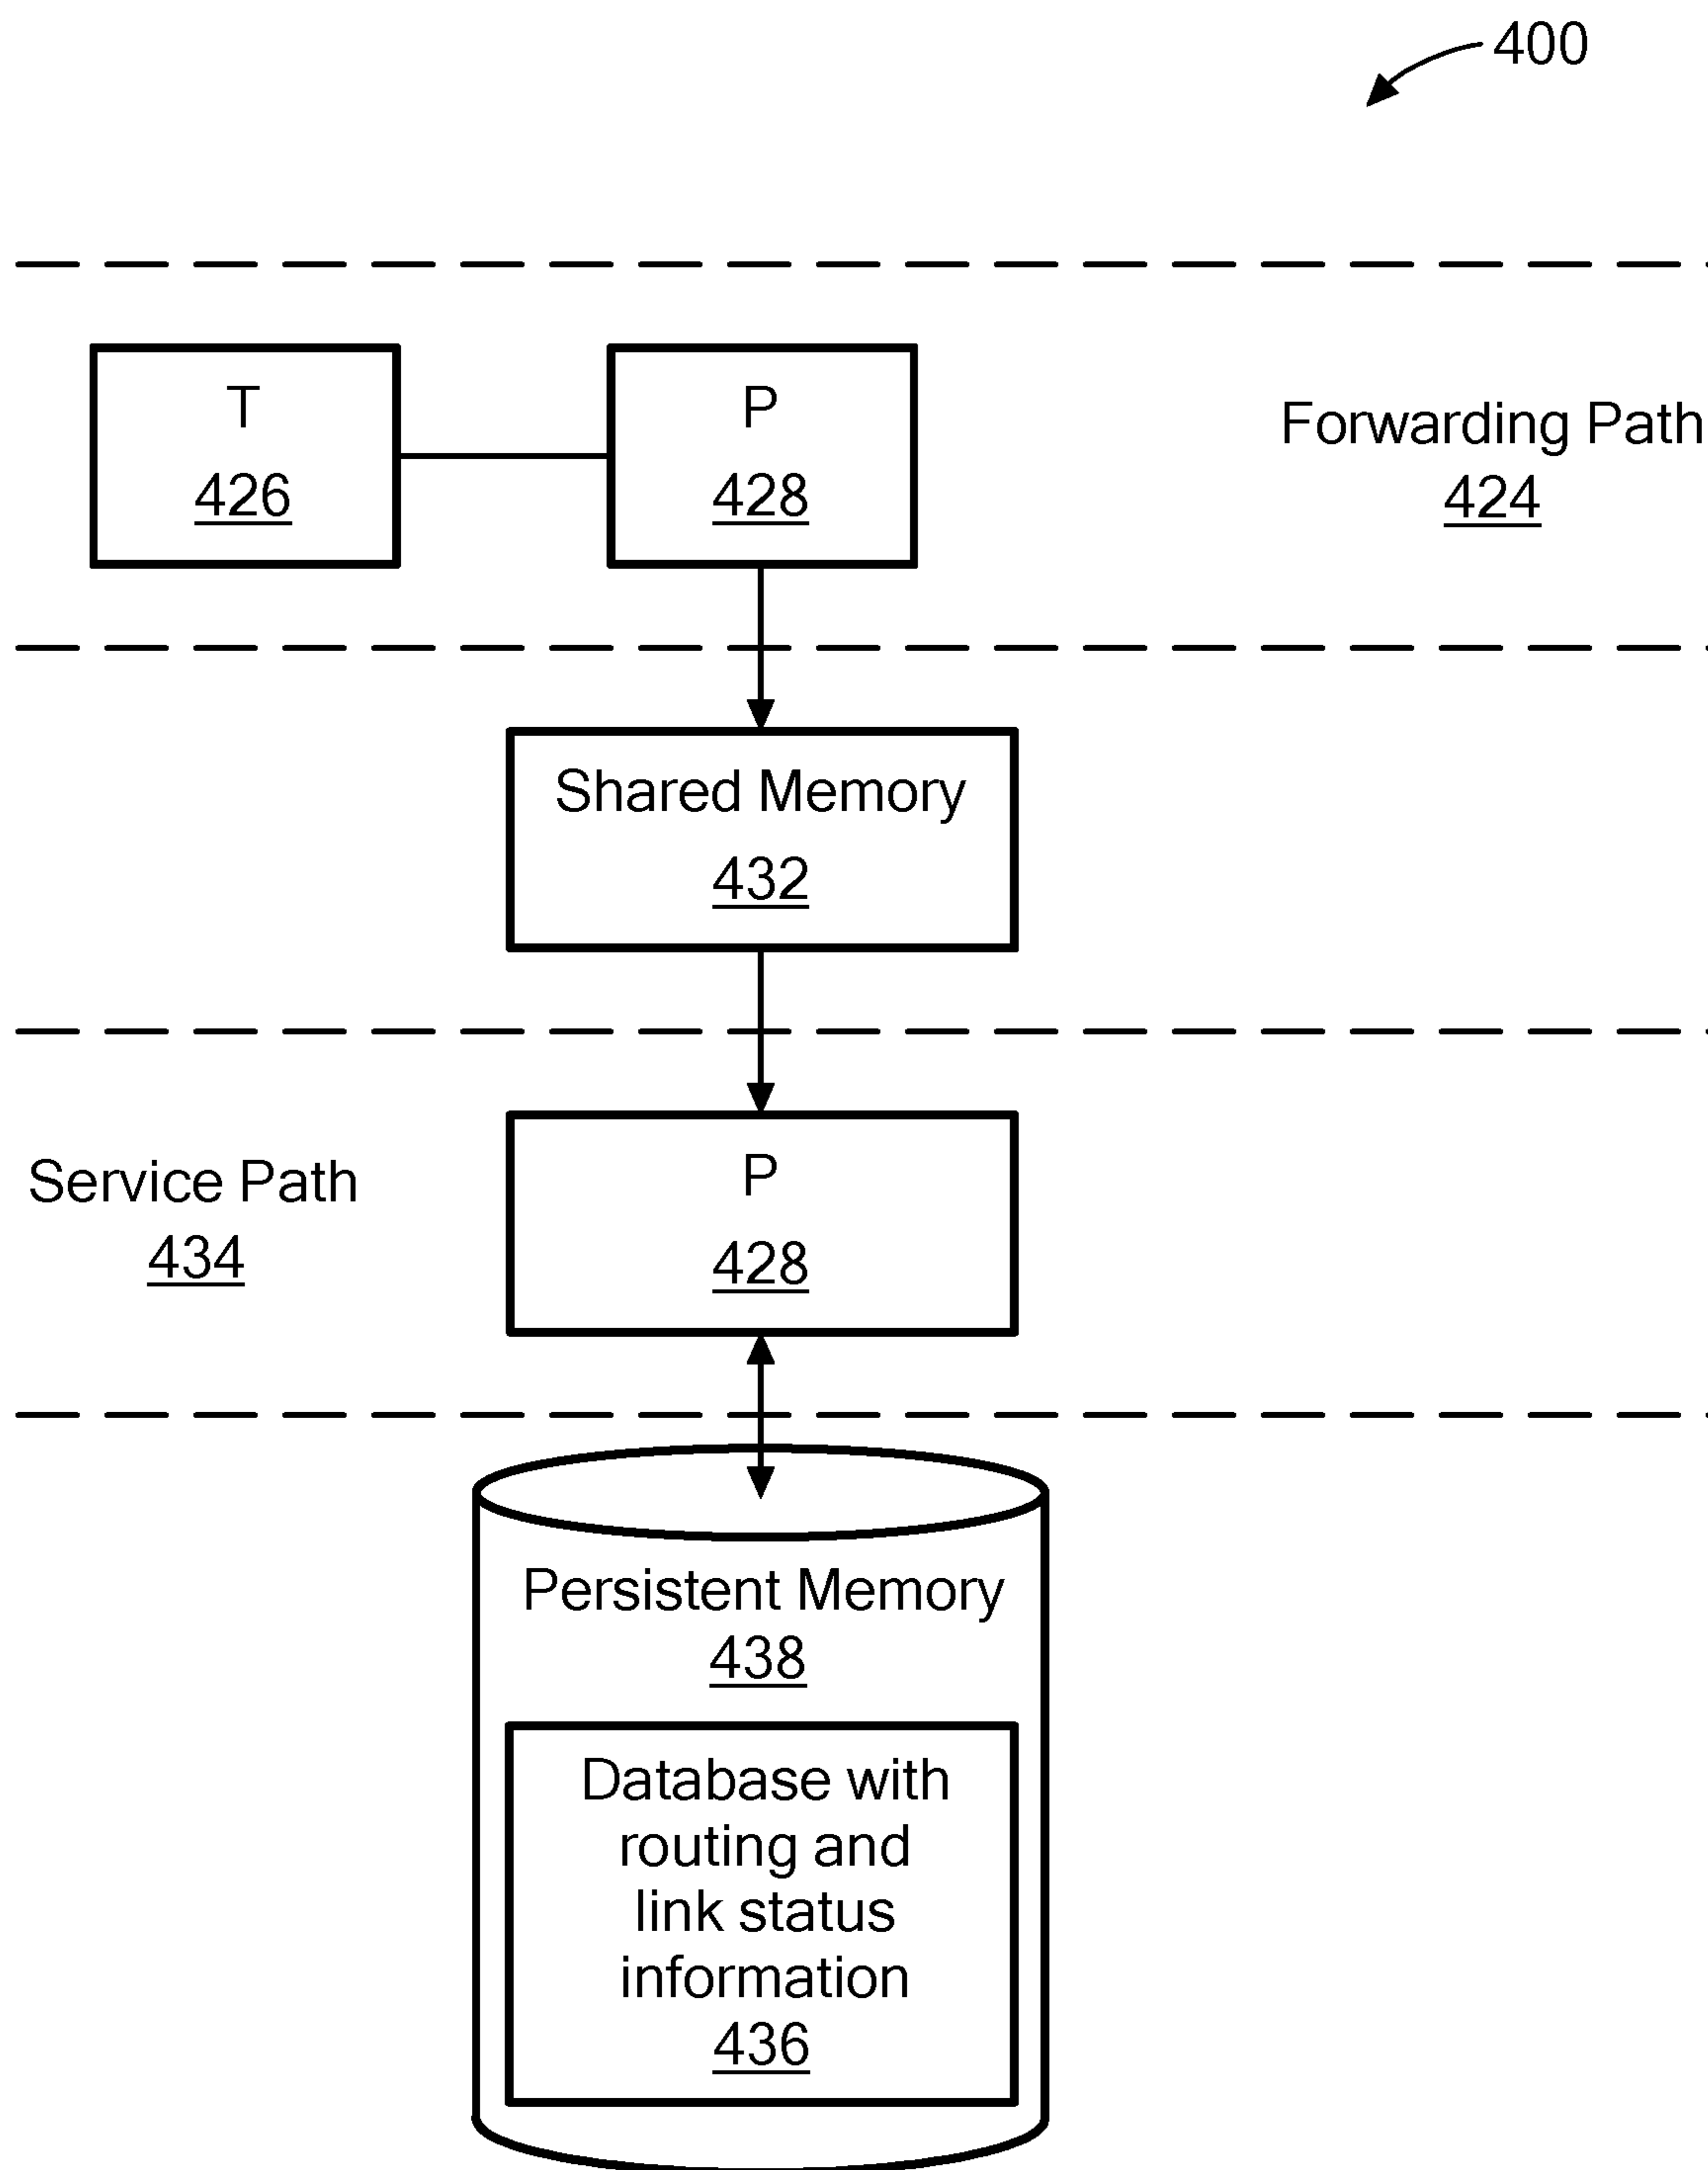 400
T
426
P
428
Forwarding Path
424
Shared Memory
432
Service Path
434
P
428
Persistent Memory
438
Database with
routing and
link status
information
436